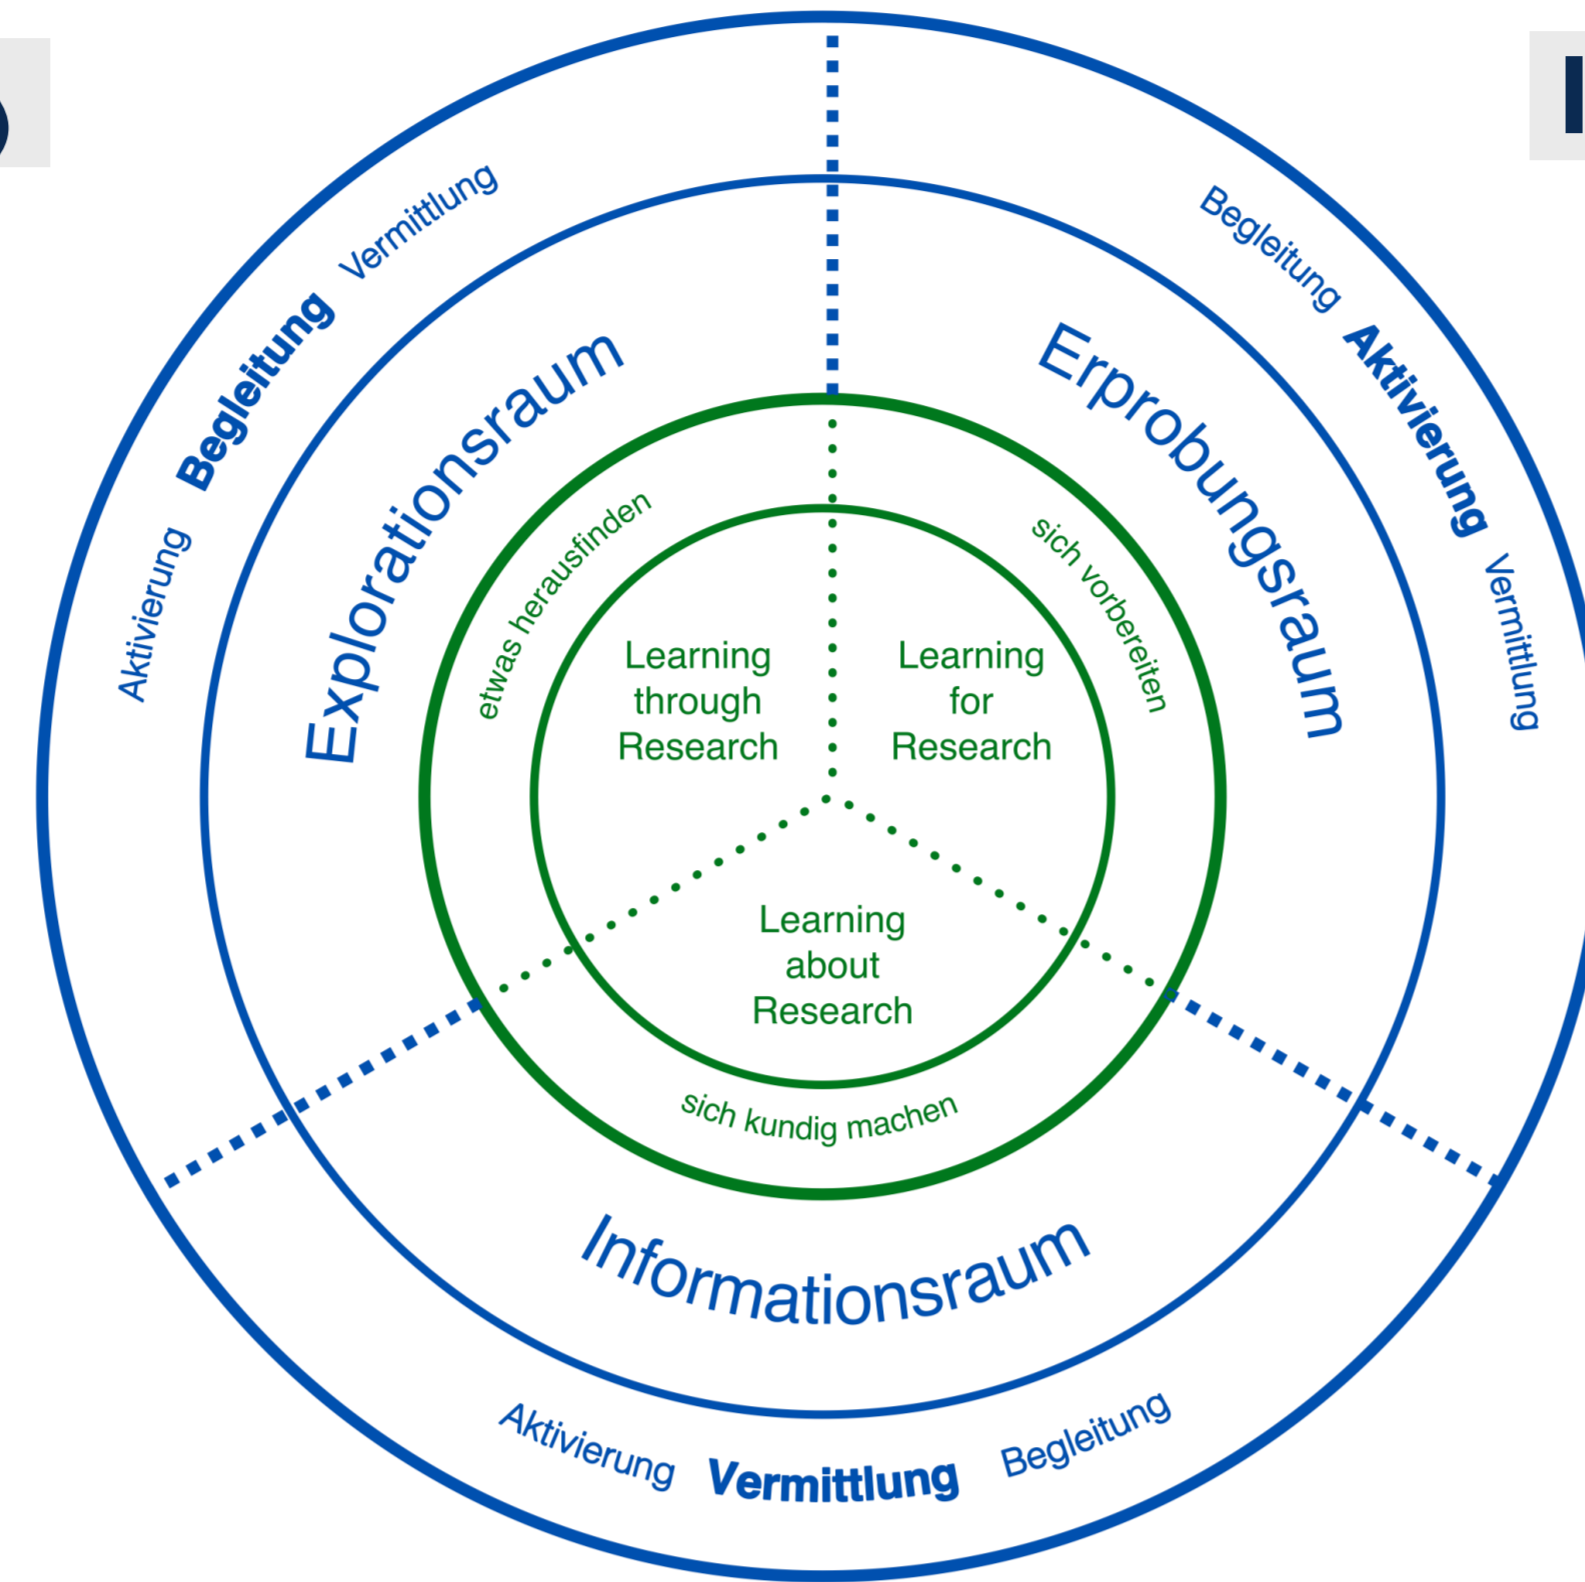 Aktivierung Begleitung Vermittlung
Begleitung Aktivierung Vermittlung
Explorationsraum
Erprobungsraum
etwas herausfinden
sich vorbereiten
Learning
through
Research
Learning
for
Research
Learning
about
Research
sich kundig machen
Informationsraum
Aktivierung Vermittlung Begleitung